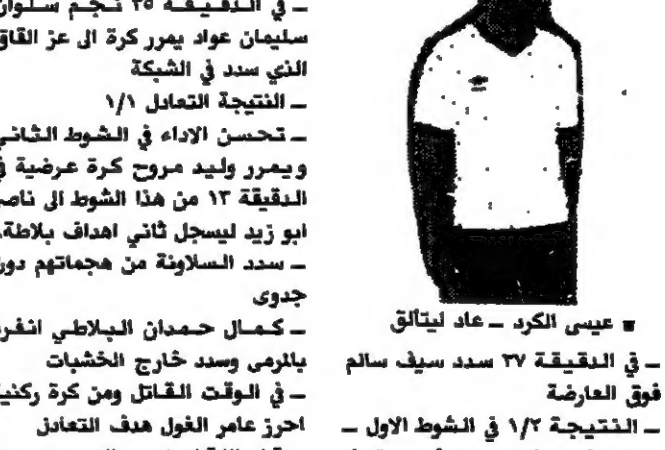 ـ في الدقيقة ٢٥ نجم سلوان
سليمان عواد يمرر كرة الى عز القاق
الذي سدد في الشبكة
ـ النتيجة التعادل ١/١
ـ تحسن الاداء في الشوط الثاني
ويمرر وليد مروح كرة عرضية في
الدقيقة ١٣ من هذا الشوط الى ناصر
ابو زيد ليسجل ثاني اهداف بلاطة.
ـ سدد السلاونة من هجماتهم دون
جدوى
ـ كمال حمدان البلاطي انفرد
بالمرمى وسدد خارج الخشبات
ـ في الوقت القاتل ومن كرة ركنية
احرز عامر الغول هدف التعادل
■ عيسى الكرد ـ عاد ليتألق
ـ في الدقيقة ٢٧ سدد سيف سالم
فوق العارضة
ـ النتيجة ١/٢ في الشوط الاول ـ